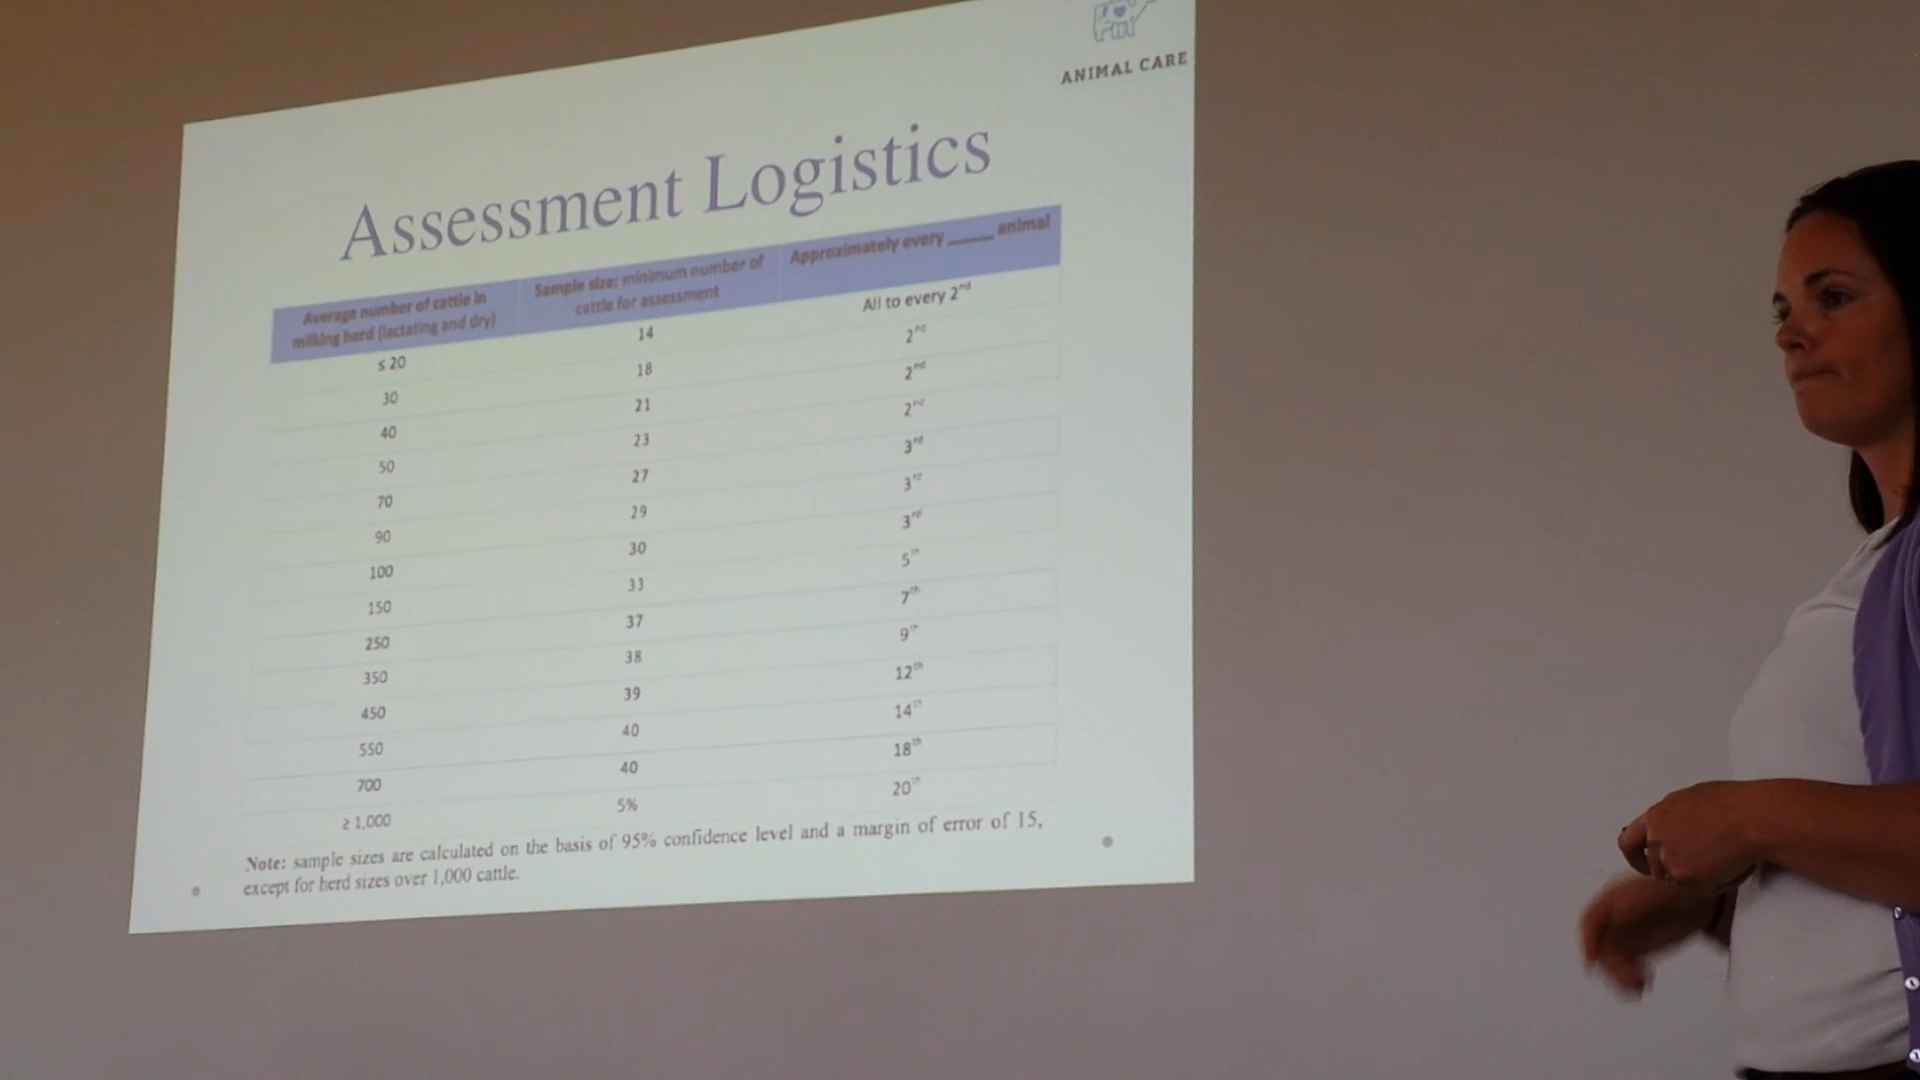 ANIMAL CARE
Assessment Logistics
Average number of cattle in
milking herd (lactating and dry)
Sample size: minimum number of
cattle for assessment
Approximately every _____ animal
≤ 20 14 All to every 2nd
30 18 2nd
40 21 2nd
50 23 2nd
70 27 3rd
90 29 3rd
100 30 3rd
150 33 5th
250 37 7th
350 38 9th
450 39 12th
550 40 14th
700 40 18th
≥ 1,000 5% 20th
Note: sample sizes are calculated on the basis of 95% confidence level and a margin of error of 15,
except for herd sizes over 1,000 cattle.